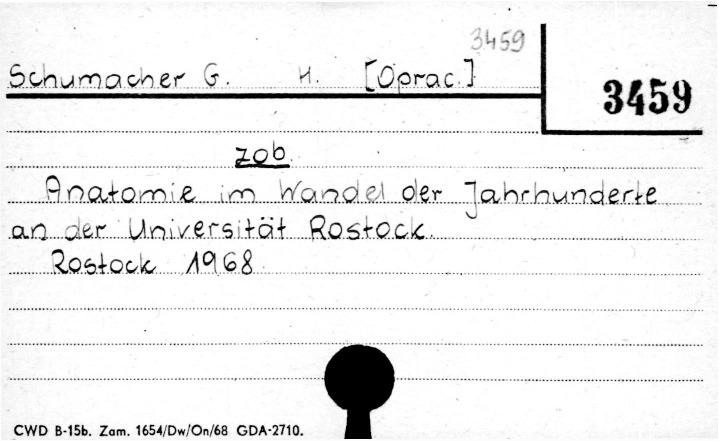 3459
Schumacher G. H. [Oprac.]
3459
zob.
Anatomie im Wandel der Jahrhunderte
an der Universität Rostock.
Rostock 1968
CWD B-15b. Zam. 1654/Dw/On/68 GDA-2710.